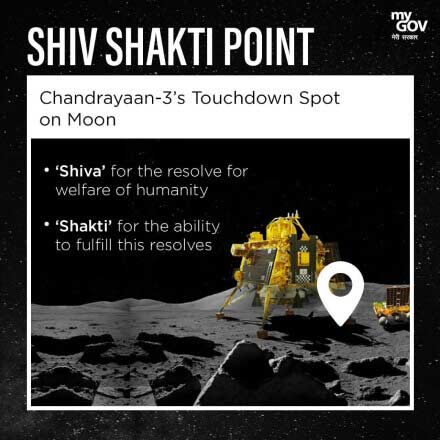 my
GOV
मेरी सरकार
SHIV SHAKTI POINT
Chandrayaan-3's Touchdown Spot
on Moon
• 'Shiva' for the resolve for
welfare of humanity
• 'Shakti' for the ability
to fulfill this resolves